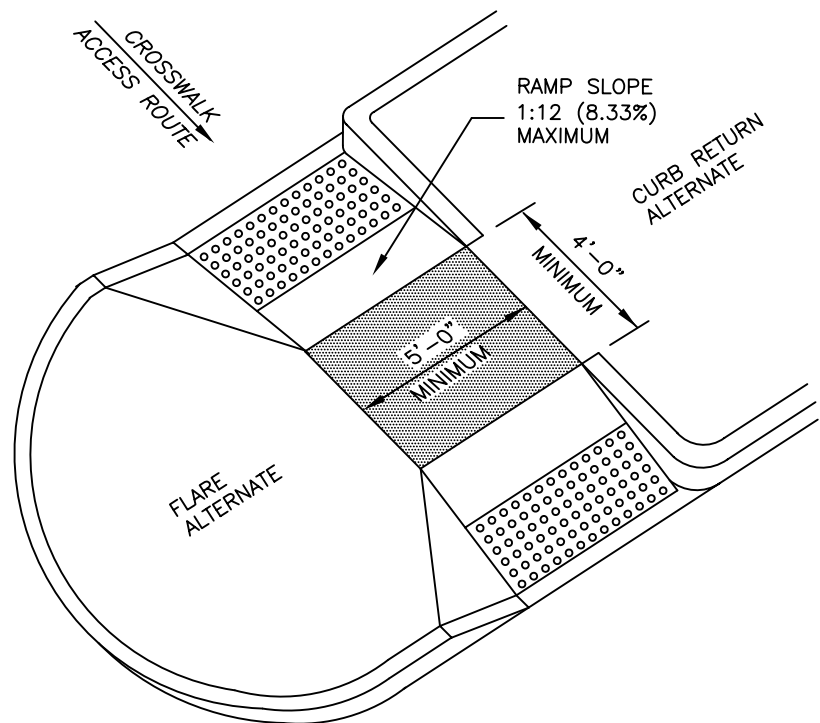 CROSSWALK
ACCESS ROUTE
RAMP SLOPE
1:12 (8.33%)
MAXIMUM
CURB RETURN
ALTERNATE
4'-0"
MINIMUM
5'-0"
MINIMUM
FLARE
ALTERNATE